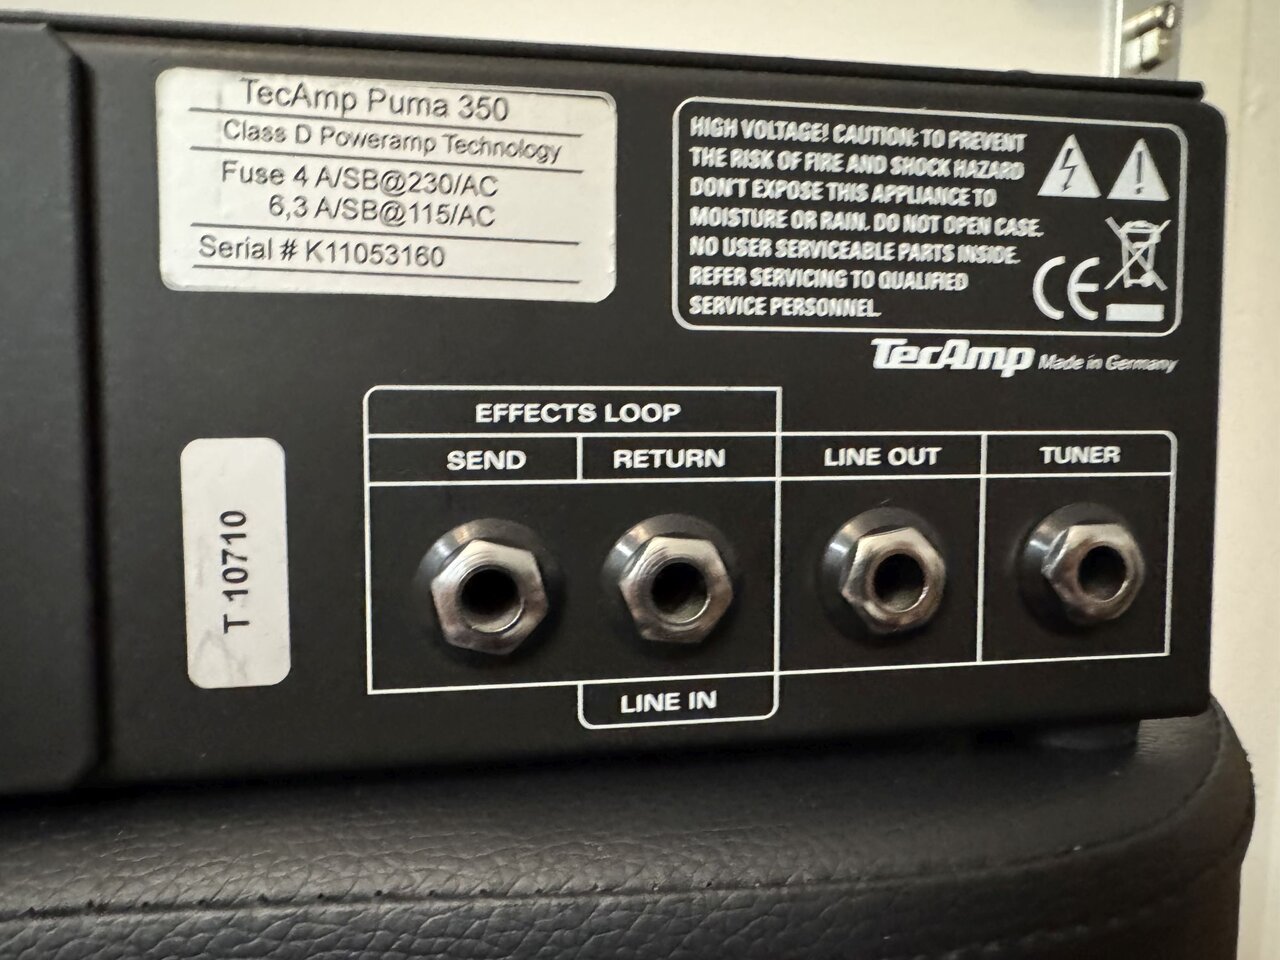 TecAmp Puma 350
Class D Poweramp Technology
Fuse 4 A/SB@230/AC
6,3 A/SB@115/AC
Serial # K11053160
HIGH VOLTAGE! CAUTION: TO PREVENT
THE RISK OF FIRE AND SHOCK HAZARD
DON'T EXPOSE THIS APPLIANCE TO
MOISTURE OR RAIN. DO NOT OPEN CASE.
NO USER SERVICEABLE PARTS INSIDE.
REFER SERVICING TO QUALIFIED
SERVICE PERSONNEL.
CE
TecAmp Made in Germany
EFFECTS LOOP
SEND RETURN LINE OUT TUNER
T 10710
LINE IN